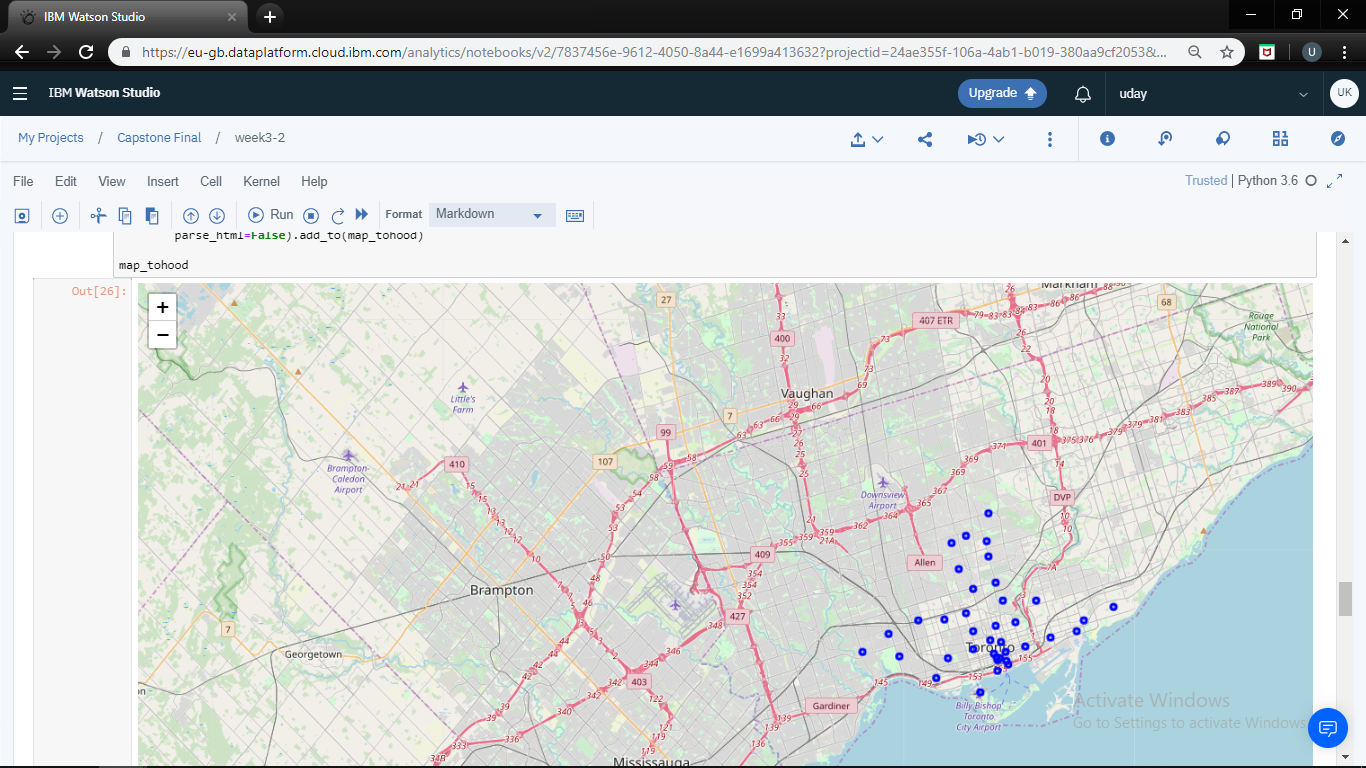 IBM Watson Studio
https://eu-gb.dataplatform.cloud.ibm.com/analytics/notebooks/v2/7837456e-9612-4050-8a44-e1699a413632?projectid=24ae355f-106a-4ab1-b019-380aa9cf2053&...
U
IBM Watson Studio
Upgrade
uday
UK
My Projects / Capstone Final / week3-2
File Edit View Insert Cell Kernel Help
Trusted | Python 3.6
Run
Format
Markdown
parse_html=False).add_to(map_tohood)
map_tohood
Out[26]:
+
−
Markham
27
407 ETR
68
Rouge
National
Park
400
Vaughan
Little's
Farm
7
99
401
107
410
Brampton-
Caledon
Airport
Downsview
Airport
DVP
409
Allen
Brampton
427
7
Georgetown
Toronto
403
Gardiner
Billy Bishop
Toronto
City Airport
Mississauga
Activate Windows
Go to Settings to activate Windows.